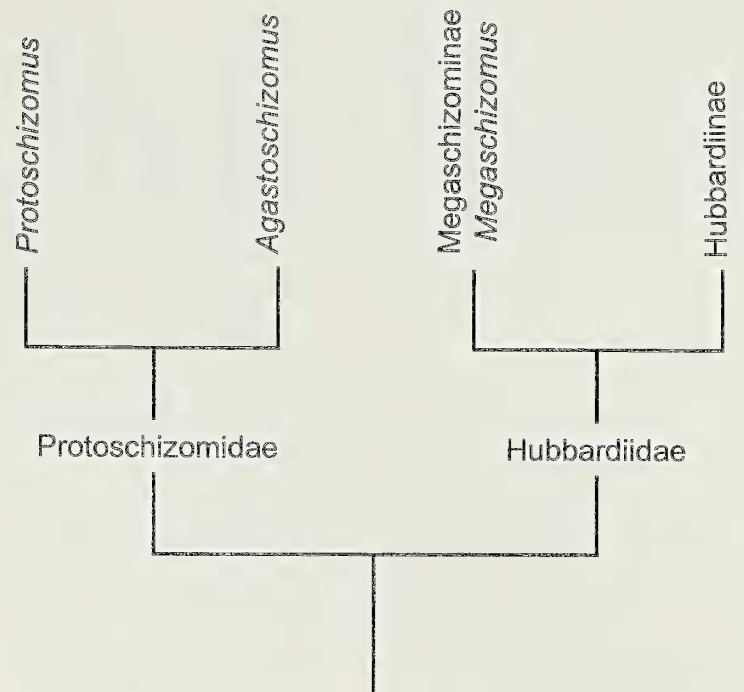 Protoschizomus
Agastoschizomus
Megaschizominae
Megaschizomus
Hubbardiinae
Protoschizomidae
Hubbardiidae